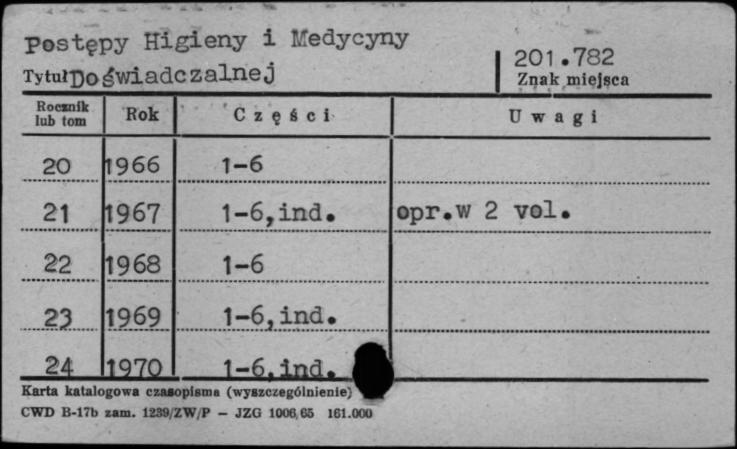 Postępy Higieny i Medycyny
Tytuł Doświadczalnej
201.782
Znak miejsca
Rocznik lub tom Rok Części Uwagi
20 1966 1-6
21 1967 1-6,ind. opr.w 2 vol.
22 1968 1-6
23 1969 1-6,ind.
24 1970 1-6.ind.
Karta katalogowa czasopisma (wyszczególnienie)
CWD B-17b zam. 1239/ZW/P — JZG 1006,65 161.000